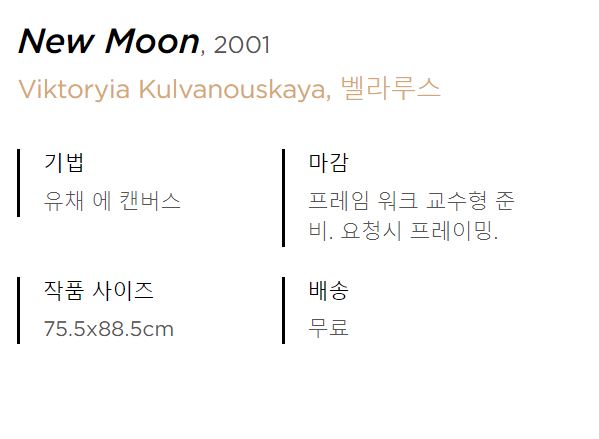 New Moon, 2001
Viktoryia Kulvanouskaya, 벨라루스
기법
유채 에 캔버스
마감
프레임 워크 교수형 준
비. 요청시 프레이밍.
작품 사이즈
75.5x88.5cm
배송
무료